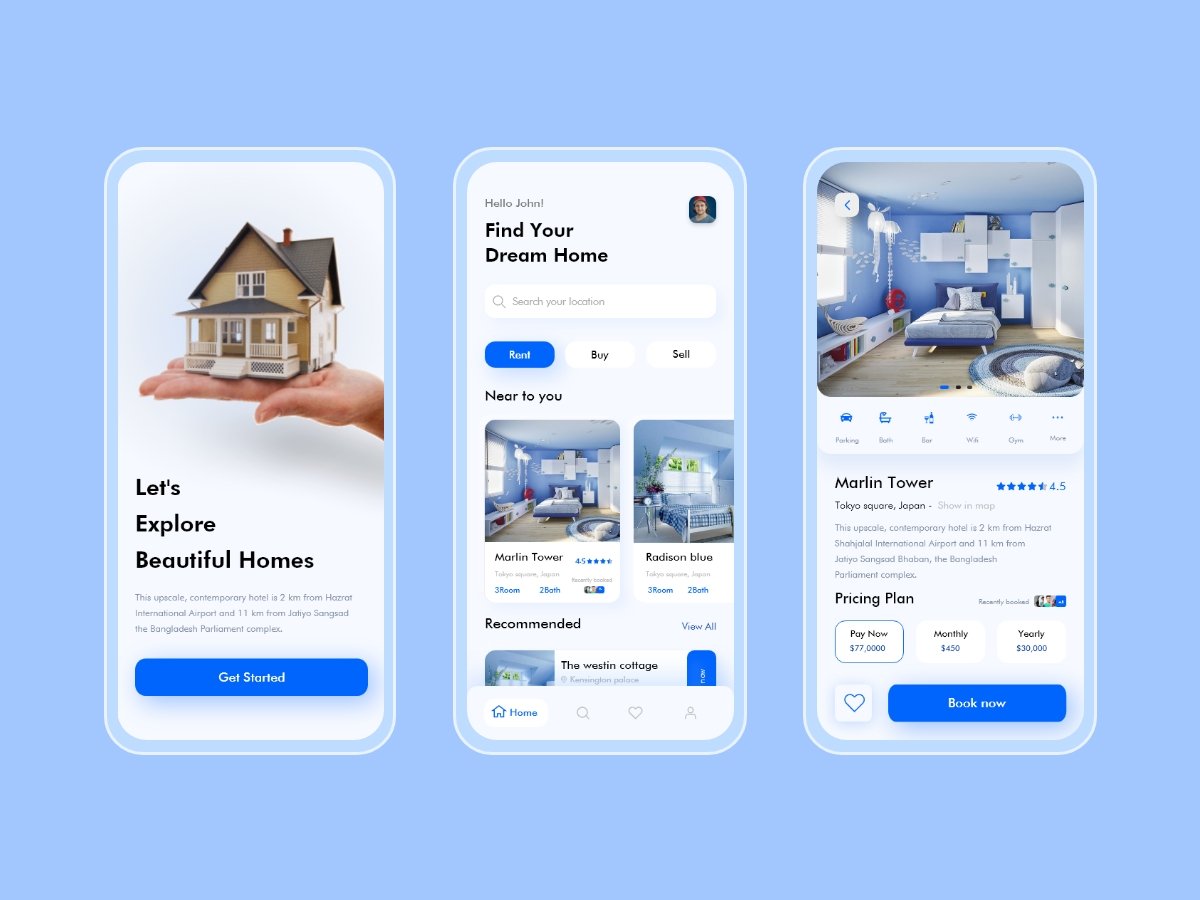 Let's
Explore
Beautiful Homes
This upscale, contemporary hotel is 2 km from Hazrat
International Airport and 11 km from Jatiyo Sangsad
the Bangladesh Parliament complex.
Get Started
Hello John!
Find Your
Dream Home
Search your location
Rent Buy Sell
Near to you
Marlin Tower 4.5
Tokyo square, Japan
Recently booked
3Room 2Bath
Radison blue
Tokyo square, Japan
3Room 2Bath
Recommended View All
The westin cottage
Kensington palace
now
Home
Parking Bath Bar Wifi Gym More
Marlin Tower 4.5
Tokyo square, Japan - Show in map
This upscale, contemporary hotel is 2 km from Hazrat
Shahjalal International Airport and 11 km from
Jatiyo Sangsad Bhaban, the Bangladesh
Parliament complex.
Pricing Plan Recently booked
Pay Now Monthly Yearly
$77,0000 $450 $30,000
Book now